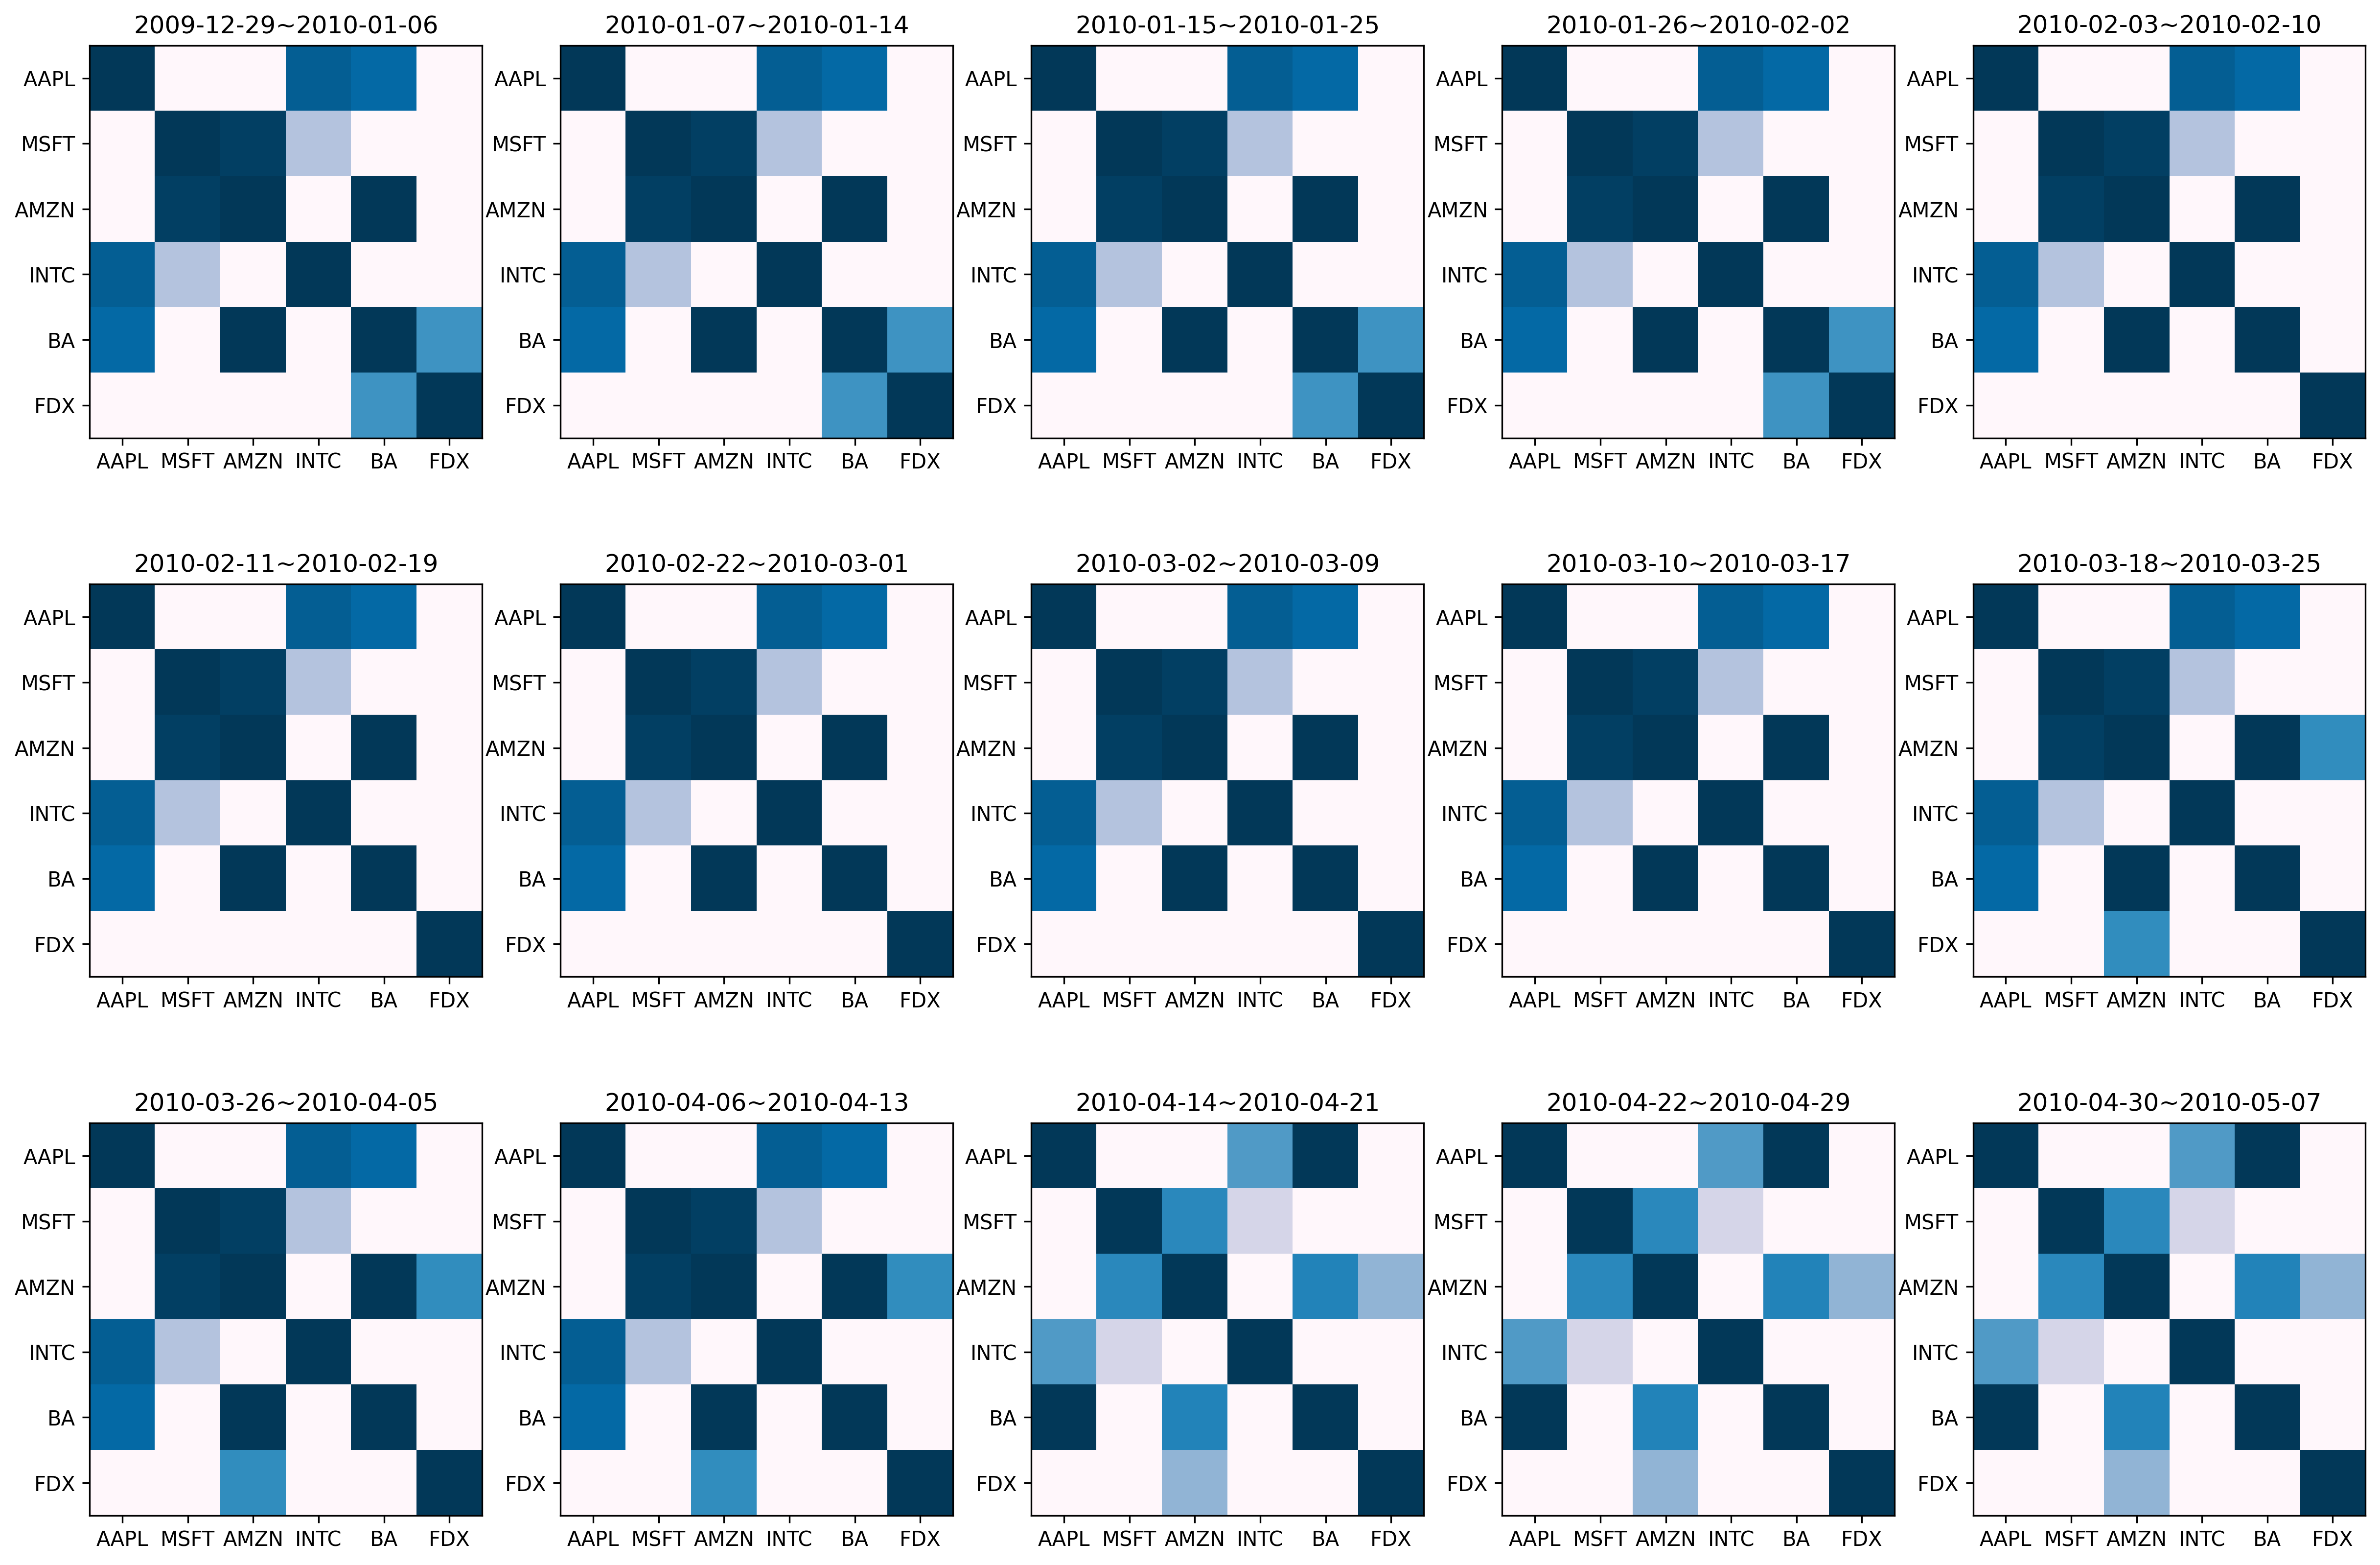 2009-12-29~2010-01-06 2010-01-07~2010-01-14 2010-01-15~2010-01-25 2010-01-26~2010-02-02 2010-02-03~2010-02-10
AAPL AAPL AAPL AAPL AAPL
MSFT MSFT MSFT MSFT MSFT
AMZN AMZN AMZN AMZN AMZN
INTC INTC INTC INTC INTC
BA BA BA BA BA
FDX FDX FDX FDX FDX
AAPL MSFT AMZN INTC BA FDX AAPL MSFT AMZN INTC BA FDX AAPL MSFT AMZN INTC BA FDX AAPL MSFT AMZN INTC BA FDX AAPL MSFT AMZN INTC BA FDX
2010-02-11~2010-02-19 2010-02-22~2010-03-01 2010-03-02~2010-03-09 2010-03-10~2010-03-17 2010-03-18~2010-03-25
AAPL AAPL AAPL AAPL AAPL
MSFT MSFT MSFT MSFT MSFT
AMZN AMZN AMZN AMZN AMZN
INTC INTC INTC INTC INTC
BA BA BA BA BA
FDX FDX FDX FDX FDX
AAPL MSFT AMZN INTC BA FDX AAPL MSFT AMZN INTC BA FDX AAPL MSFT AMZN INTC BA FDX AAPL MSFT AMZN INTC BA FDX AAPL MSFT AMZN INTC BA FDX
2010-03-26~2010-04-05 2010-04-06~2010-04-13 2010-04-14~2010-04-21 2010-04-22~2010-04-29 2010-04-30~2010-05-07
AAPL AAPL AAPL AAPL AAPL
MSFT MSFT MSFT MSFT MSFT
AMZN AMZN AMZN AMZN AMZN
INTC INTC INTC INTC INTC
BA BA BA BA BA
FDX FDX FDX FDX FDX
AAPL MSFT AMZN INTC BA FDX AAPL MSFT AMZN INTC BA FDX AAPL MSFT AMZN INTC BA FDX AAPL MSFT AMZN INTC BA FDX AAPL MSFT AMZN INTC BA FDX